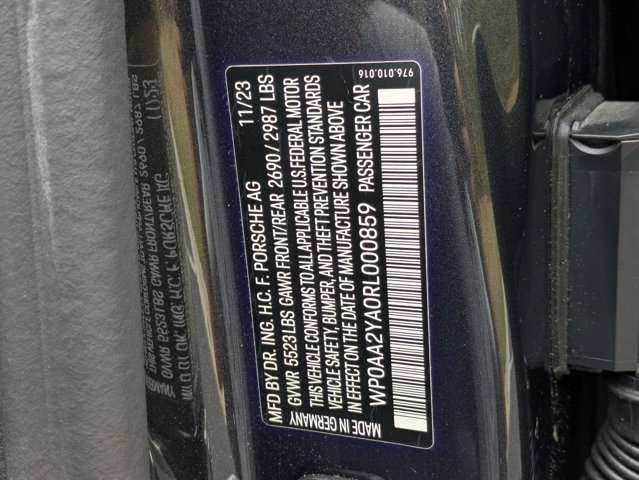 976.010.016
MFD BY DR. ING. H.C. F. PORSCHE AG 11/23
GVWR 5523 LBS GAWR FRONT/REAR 2690 / 2987 LBS
THIS VEHICLE CONFORMS TO ALL APPLICABLE U.S. FEDERAL MOTOR
VEHICLE SAFETY, BUMPER, AND THEFT PREVENTION STANDARDS
IN EFFECT ON THE DATE OF MANUFACTURE SHOWN ABOVE
WP0AA2YA0RL000859 PASSENGER CAR
MADE IN GERMANY